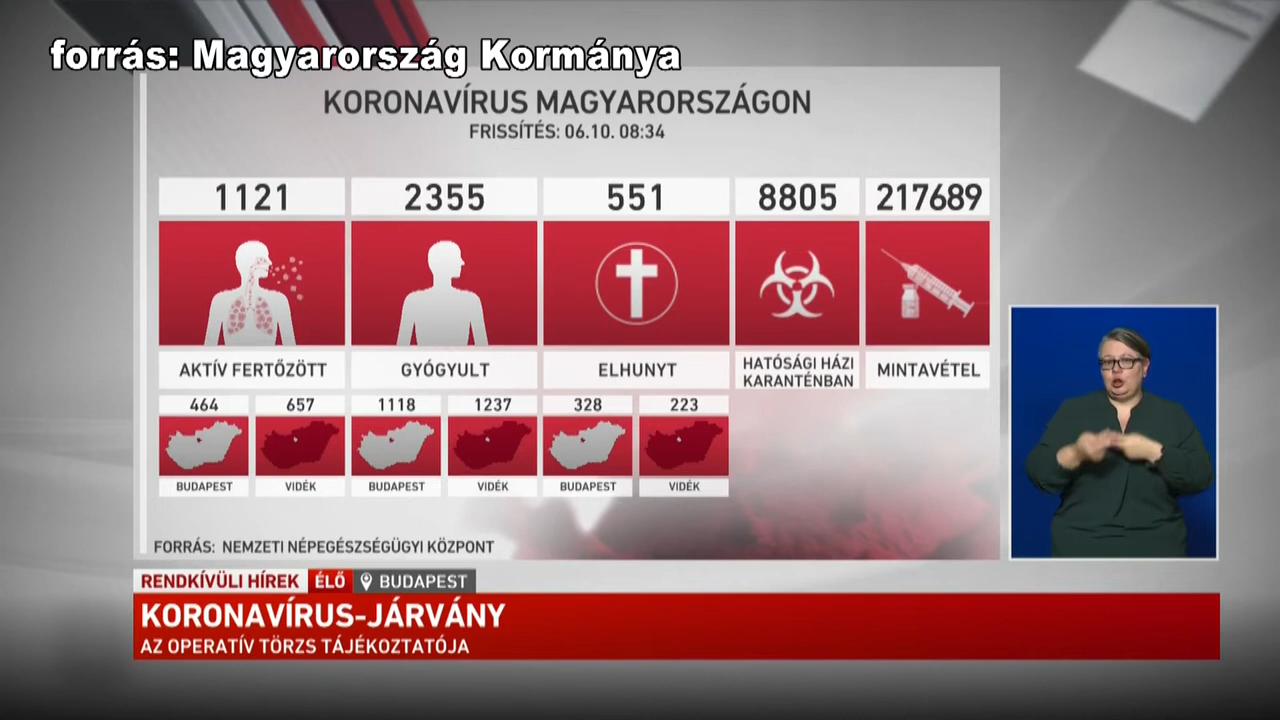 forrás: Magyarország Kormánya
KORONAVÍRUS MAGYARORSZÁGON
FRISSÍTÉS: 06.10. 08:34
1121 2355 551 8805 217689
AKTÍV FERTŐZÖTT GYÓGYULT ELHUNYT HATÓSÁGI HÁZI KARANTÉNBAN MINTAVÉTEL
464 657 1118 1237 328 223
BUDAPEST VIDÉK BUDAPEST VIDÉK BUDAPEST VIDÉK
FORRÁS: NEMZETI NÉPEGÉSZSÉGÜGYI KÖZPONT
RENDKÍVÜLI HÍREK ÉLŐ BUDAPEST
KORONAVÍRUS-JÁRVÁNY
AZ OPERATÍV TÖRZS TÁJÉKOZTATÓJA